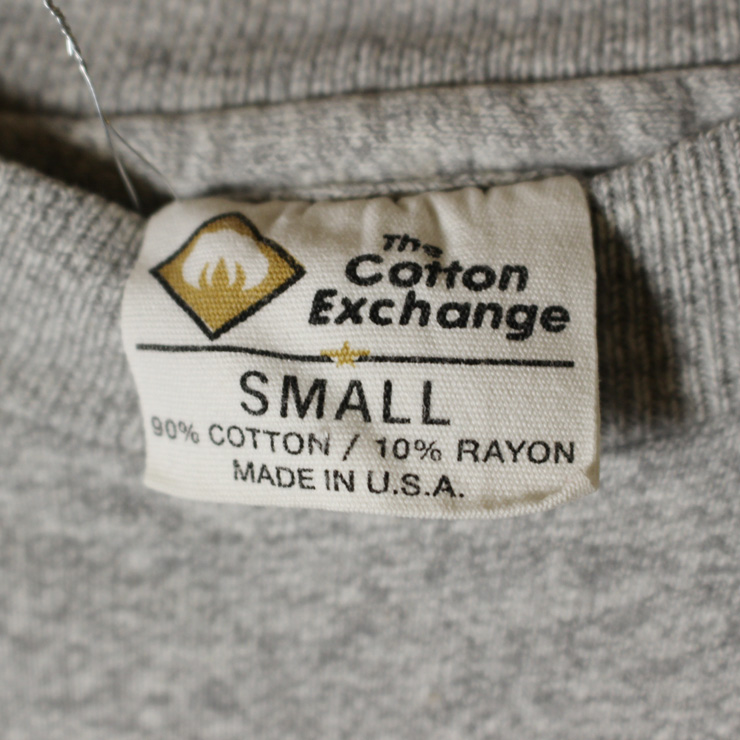 The
Cotton
Exchange
SMALL
90% COTTON / 10% RAYON
MADE IN U.S.A.